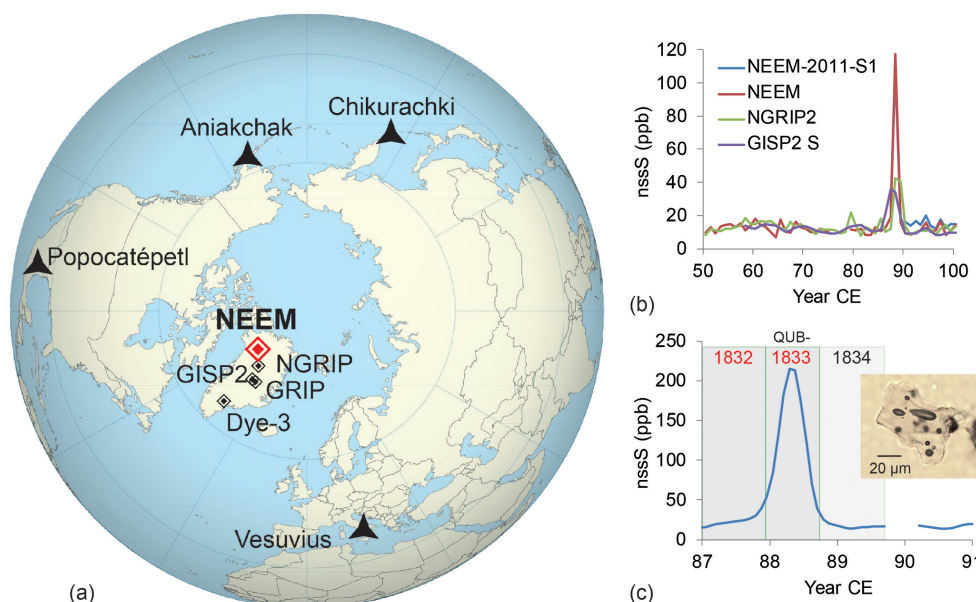 Chikurachki
Aniakchak
Popocatépetl
NEEM
NGRIP
GISP2
GRIP
Dye-3
Vesuvius
(a)
120
100
80
60
40
20
0
nssS (ppb)
NEEM-2011-S1
NEEM
NGRIP2
GISP2 S
50 60 70 80 90 100
Year CE
(b)
QUB-
1832 1833 1834
250
200
150
100
50
0
nssS (ppb)
20 µm
87 88 89 90 91
Year CE
(c)